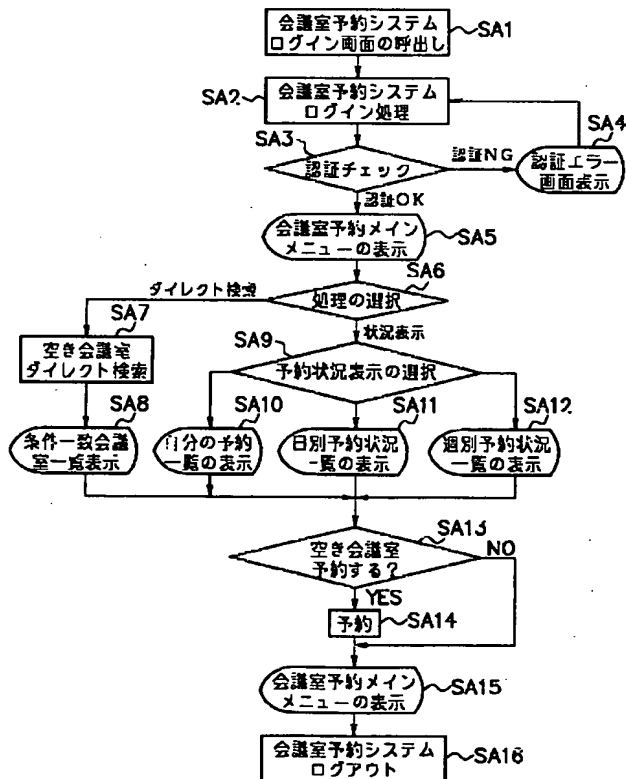 会議室予約システム
ログイン画面の呼出し
SA1
SA2
会議室予約システム
ログイン処理
SA3
認証チェック
認証NG
SA4
認証エラー
画面表示
認証OK
会議室予約メイン
メニューの表示
SA5
SA6
処理の選択
ダイレクト検索
状況表示
SA7
空き会議室
ダイレクト検索
SA9
予約状況表示の選択
SA8
条件一致会議
室一覧表示
SA10
自分の予約
一覧の表示
SA11
日別予約状況
一覧の表示
SA12
週別予約状況
一覧の表示
SA13
空き会議室
予約する?
NO
YES
予約
SA14
会議室予約メイン
メニューの表示
SA15
会議室予約システム
ログアウト
SA16